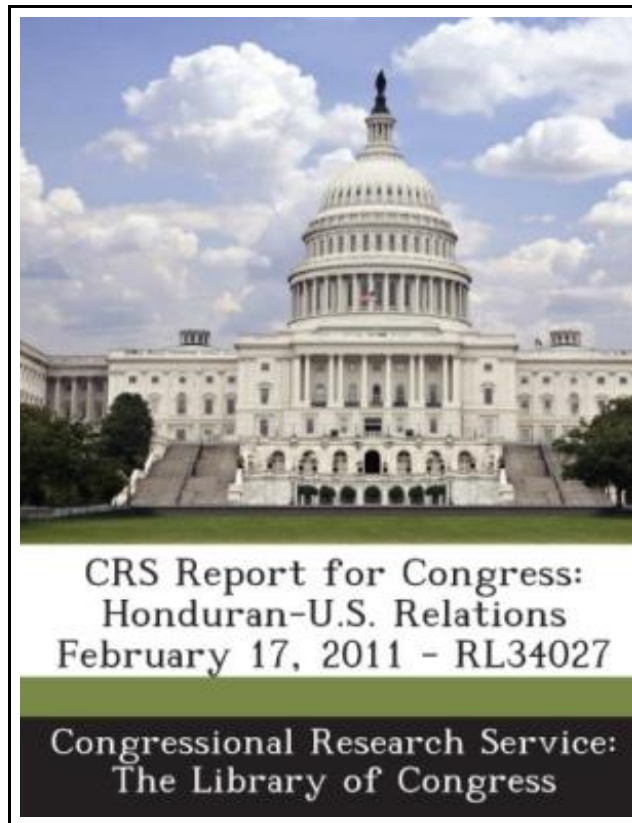 CRS Report for Congress:
Honduran-U.S. Relations
February 17, 2011 - RL34027
Congressional Research Service:
The Library of Congress